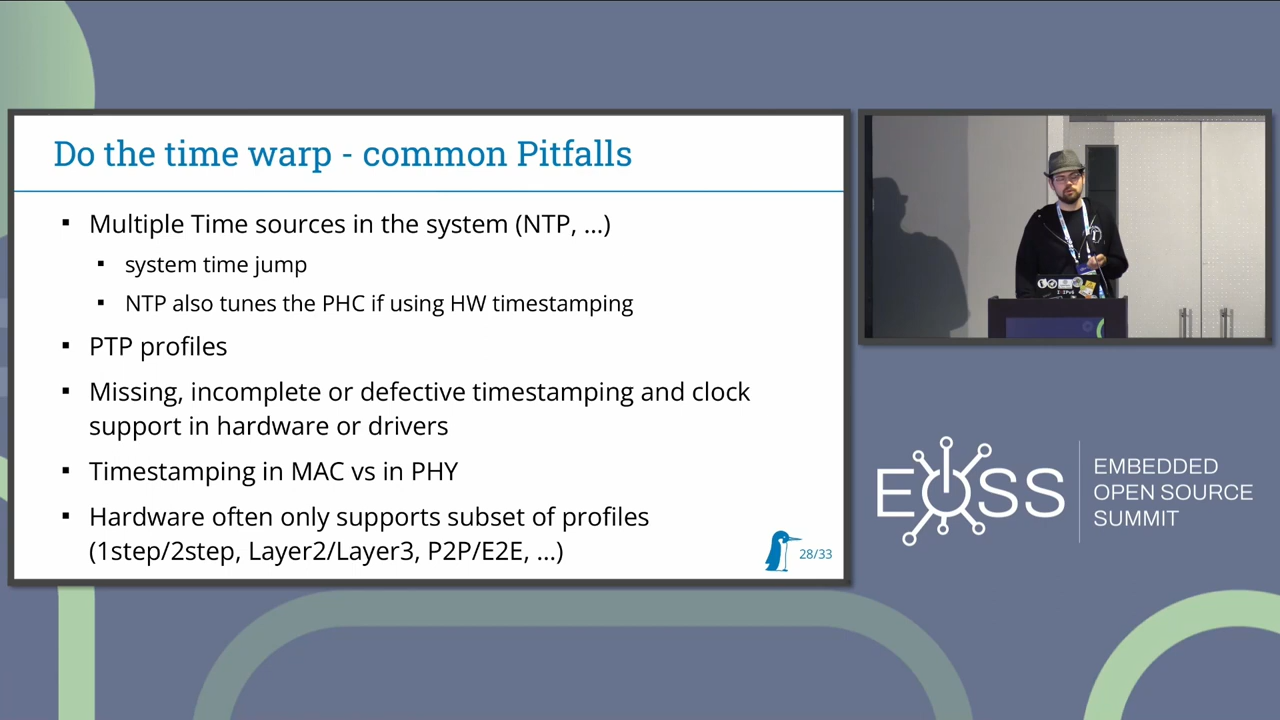 Do the time warp - common Pitfalls
▪ Multiple Time sources in the system (NTP, ...)
▪ system time jump
▪ NTP also tunes the PHC if using HW timestamping
▪ PTP profiles
▪ Missing, incomplete or defective timestamping and clock
support in hardware or drivers
▪ Timestamping in MAC vs in PHY
▪ Hardware often only supports subset of profiles
(1step/2step, Layer2/Layer3, P2P/E2E, ...)
28/33
EOSS
EMBEDDED
OPEN SOURCE
SUMMIT